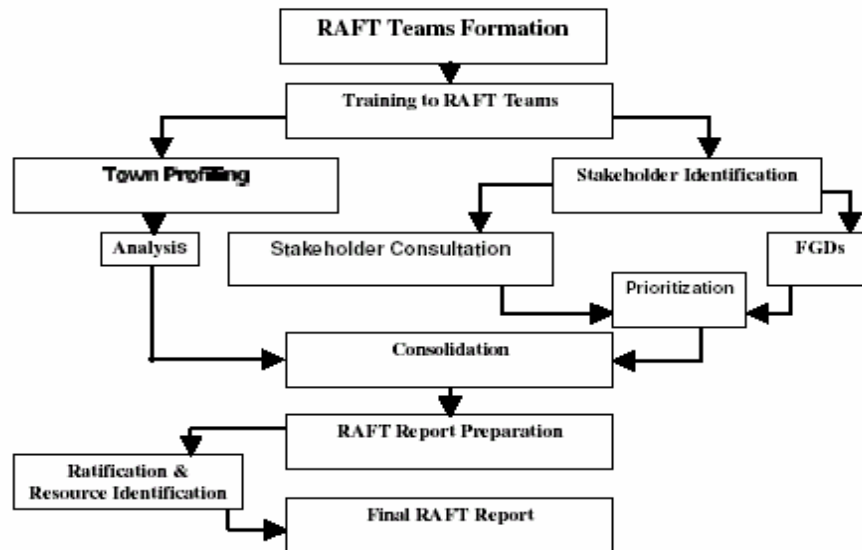 RAFT Teams Formation
Training to RAFT Teams
Town Profiling
Stakeholder Identification
Analysis
Stakeholder Consultation
FGDs
Prioritization
Consolidation
RAFT Report Preparation
Ratification &
Resource Identification
Final RAFT Report